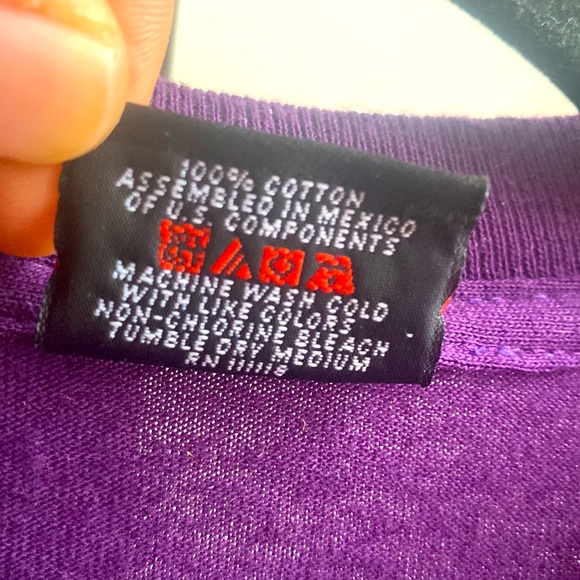 100% COTTON
ASSEMBLED IN MEXICO
OF U.S. COMPONENTS
MACHINE WASH COLD
WITH LIKE COLORS
NON-CHLORINE BLEACH
TUMBLE DRY MEDIUM
RN